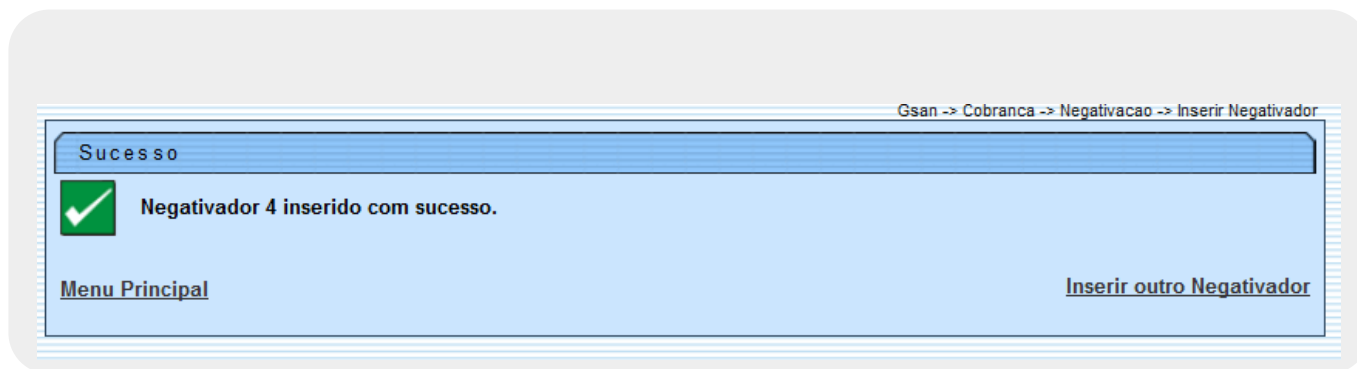 Gsan -> Cobranca -> Negativacao -> Inserir Negativador
Sucesso
Negativador 4 inserido com sucesso.
Menu Principal
Inserir outro Negativador